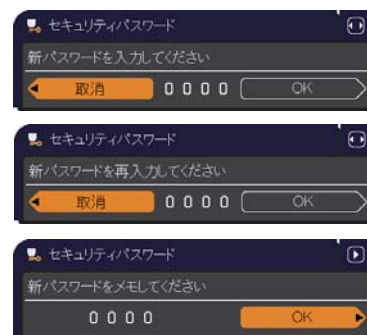 セキュリティパスワード
新パスワードを入力してください
取消 0 0 0 0 OK
セキュリティパスワード
新パスワードを再入力してください
取消 0 0 0 0 OK
セキュリティパスワード
新パスワードをメモしてください
0 0 0 0 OK